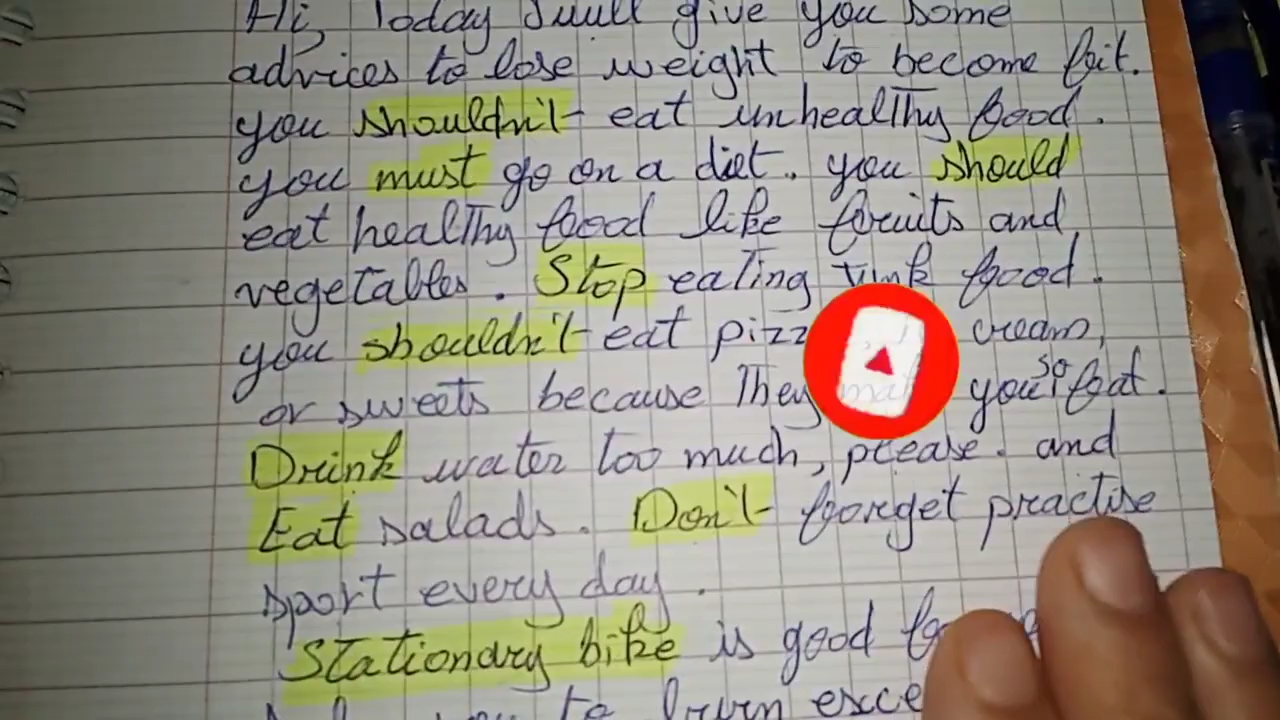 Hi, Today I will give you some
advices to lose weight to become fit.
you shouldn't eat unhealthy food.
you must go on a diet. you should
eat healthy food like fruits and
vegetables. Stop eating junk food.
you shouldn't eat cream,
or sweets because They you so fat.
Drink water too much, please. and
Eat salads. Don't forget practise
sport every day.
Stationary bike is good
you to burn